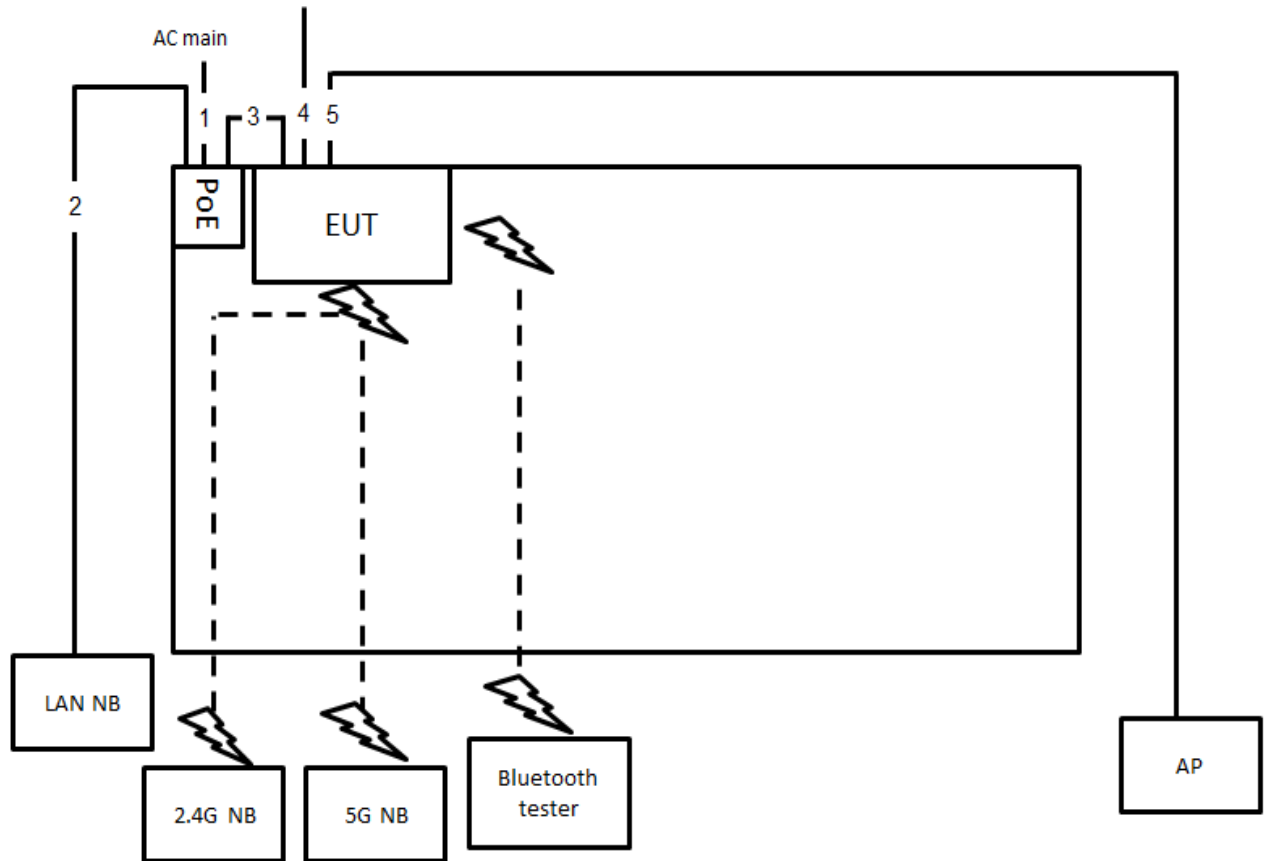 AC main
1
3
4
5
2
PoE
EUT
LAN NB
2.4G NB
5G NB
Bluetooth
tester
AP